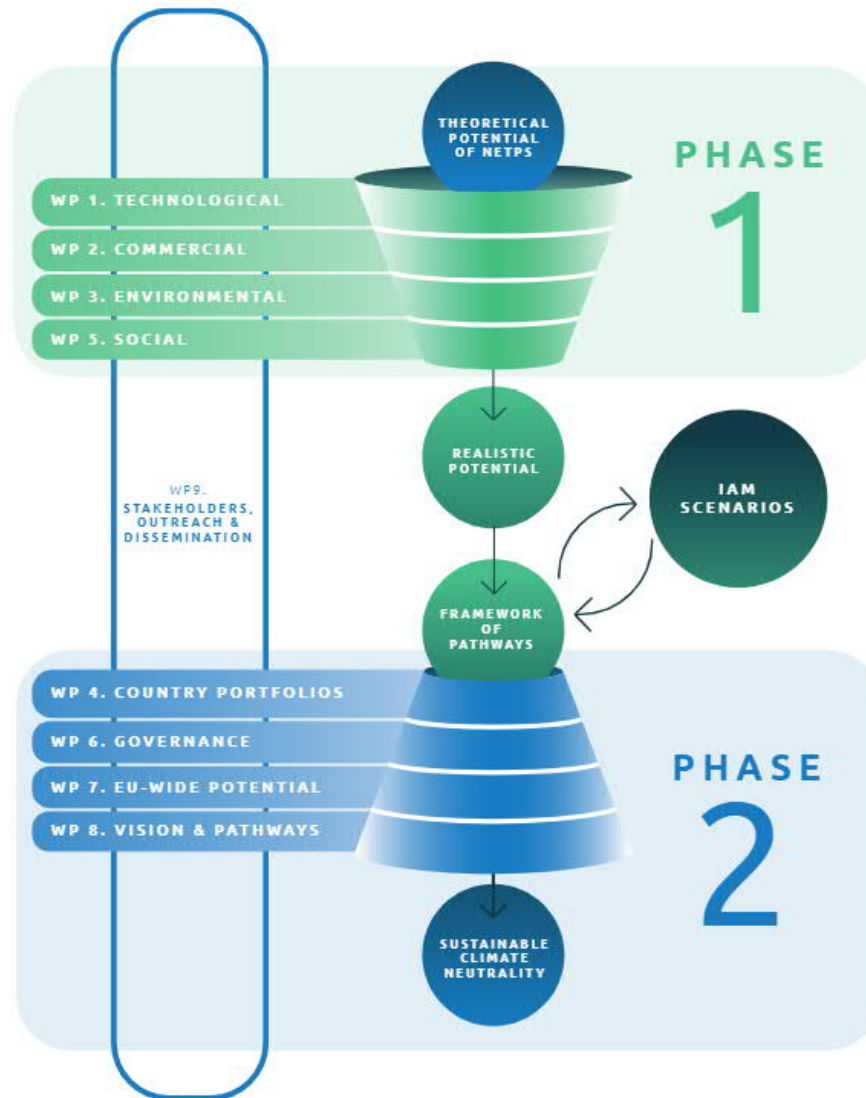 THEORETICAL
POTENTIAL
OF NETPS
PHASE
1
WP 1. TECHNOLOGICAL
WP 2. COMMERCIAL
WP 3. ENVIRONMENTAL
WP 5. SOCIAL
REALISTIC
POTENTIAL
IAM
SCENARIOS
WP9.
STAKEHOLDERS,
OUTREACH &
DISSEMINATION
FRAMEWORK
OF
PATHWAYS
WP 4. COUNTRY PORTFOLIOS
WP 6. GOVERNANCE
WP 7. EU-WIDE POTENTIAL
WP 8. VISION & PATHWAYS
PHASE
2
SUSTAINABLE
CLIMATE
NEUTRALITY